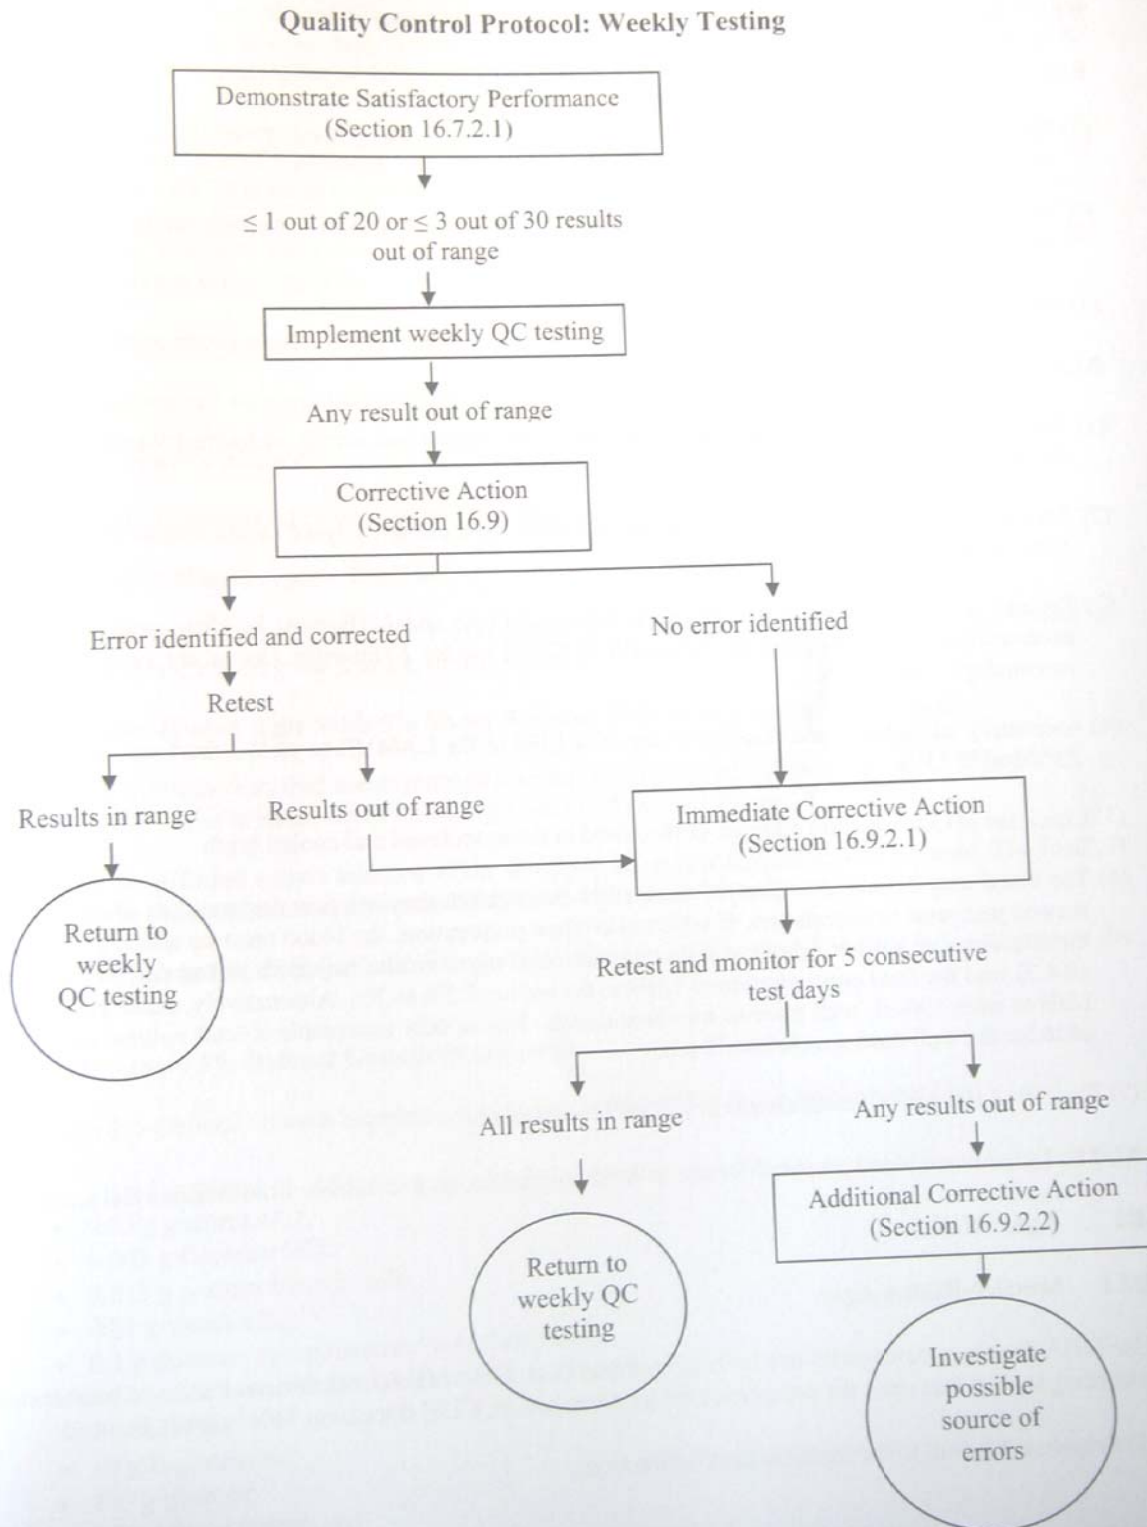 Quality Control Protocol: Weekly Testing
Demonstrate Satisfactory Performance
(Section 16.7.2.1)
≤ 1 out of 20 or ≤ 3 out of 30 results
out of range
Implement weekly QC testing
Any result out of range
Corrective Action
(Section 16.9)
Error identified and corrected
No error identified
Retest
Results in range
Results out of range
Immediate Corrective Action
(Section 16.9.2.1)
Return to
weekly
QC testing
Retest and monitor for 5 consecutive
test days
All results in range
Any results out of range
Additional Corrective Action
(Section 16.9.2.2)
Return to
weekly QC
testing
Investigate
possible
source of
errors